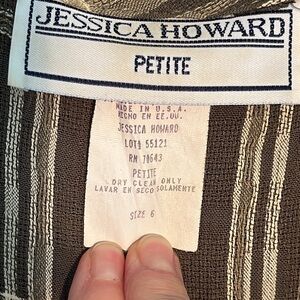 JESSICA HOWARD
PETITE
MADE IN U.S.A.
HECHO EN EE.UU.
JESSICA HOWARD
LOT# 55121
RN 70643
PETITE
DRY CLEAN ONLY
LAVAR EN SECO SOLAMENTE
SIZE 6